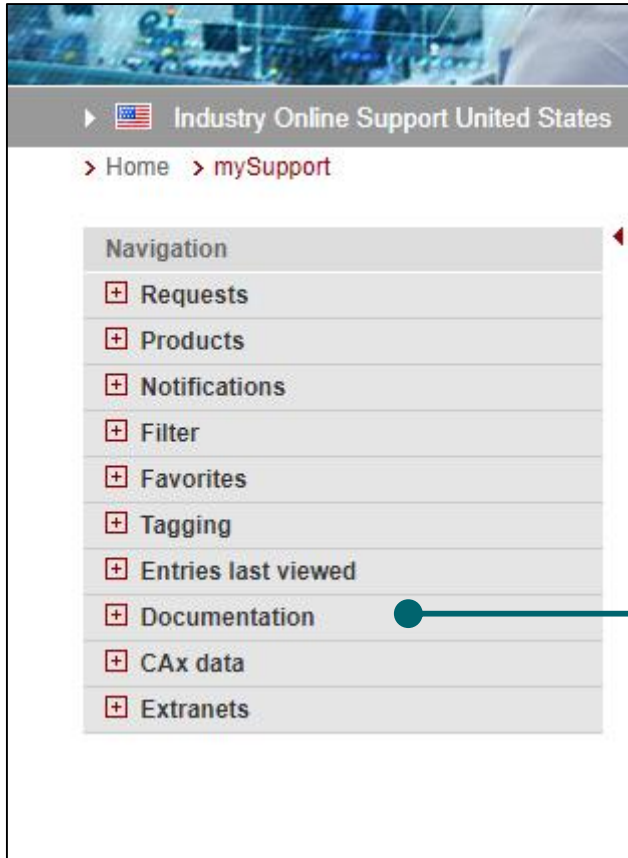 Industry Online Support United States
> Home > mySupport
Navigation
Requests
Products
Notifications
Filter
Favorites
Tagging
Entries last viewed
Documentation
CAx data
Extranets